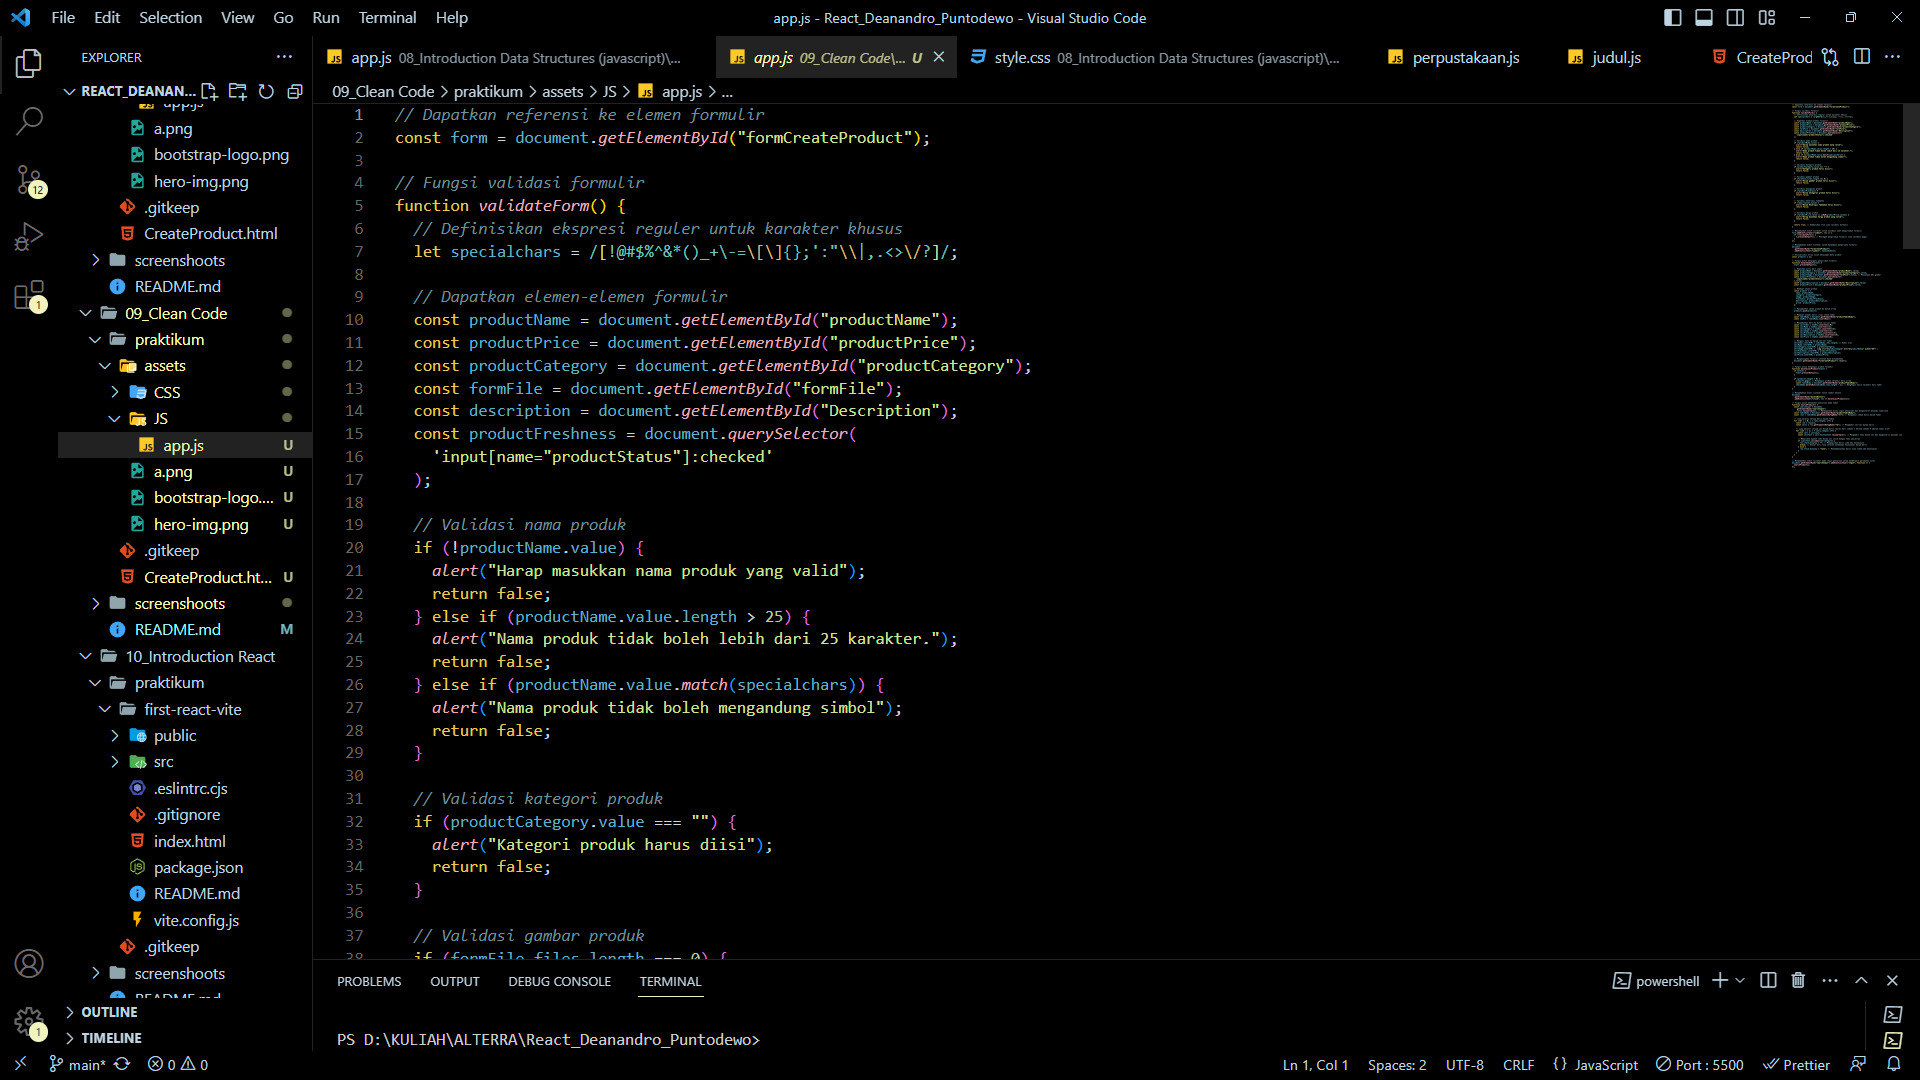 File Edit Selection View Go Run Terminal Help
app.js - React_Deanandro_Puntodewo - Visual Studio Code
EXPLORER
app.js 08_Introduction Data Structures (javascript)\...
app.js 09_Clean Code\... U
style.css 08_Introduction Data Structures (javascript)\...
perpustakaan.js
judul.js
CreateProd
REACT_DEANAN...
09_Clean Code > praktikum > assets > JS > app.js > ...
app.js
a.png
bootstrap-logo.png
hero-img.png
.gitkeep
CreateProduct.html
screenshoots
README.md
09_Clean Code
praktikum
assets
CSS
JS
app.js U
a.png U
bootstrap-logo.... U
hero-img.png U
.gitkeep
CreateProduct.ht... U
screenshoots
README.md M
10_Introduction React
praktikum
first-react-vite
public
src
.eslintrc.cjs
.gitignore
index.html
package.json
README.md
vite.config.js
.gitkeep
screenshoots
README.md
OUTLINE
TIMELINE
12
1
1
1 // Dapatkan referensi ke elemen formulir
2 const form = document.getElementById("formCreateProduct");
3
4 // Fungsi validasi formulir
5 function validateForm() {
6 // Definisikan ekspresi reguler untuk karakter khusus
7 let specialchars = /[!@#$%^&*()_+\-=\[\]{};':"\\|,.<>\/?]/;
8
9 // Dapatkan elemen-elemen formulir
10 const productName = document.getElementById("productName");
11 const productPrice = document.getElementById("productPrice");
12 const productCategory = document.getElementById("productCategory");
13 const formFile = document.getElementById("formFile");
14 const description = document.getElementById("Description");
15 const productFreshness = document.querySelector(
16 'input[name="productStatus"]:checked'
17 );
18
19 // Validasi nama produk
20 if (!productName.value) {
21 alert("Harap masukkan nama produk yang valid");
22 return false;
23 } else if (productName.value.length > 25) {
24 alert("Nama produk tidak boleh lebih dari 25 karakter.");
25 return false;
26 } else if (productName.value.match(specialchars)) {
27 alert("Nama produk tidak boleh mengandung simbol");
28 return false;
29 }
30
31 // Validasi kategori produk
32 if (productCategory.value === "") {
33 alert("Kategori produk harus diisi");
34 return false;
35 }
36
37 // Validasi gambar produk
38 if (formFile.files.length === 0) {
PROBLEMS OUTPUT DEBUG CONSOLE TERMINAL
powershell
PS D:\KULIAH\ALTERRA\React_Deanandro_Puntodewo>
main* 0 0
Ln 1, Col 1 Spaces: 2 UTF-8 CRLF {} JavaScript Port : 5500 Prettier